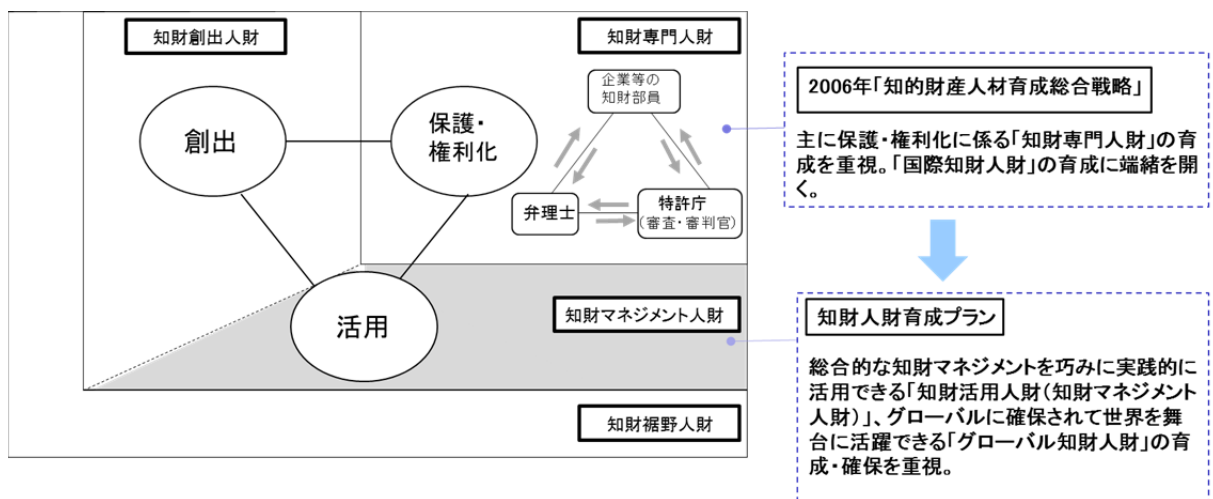 知財創出人財
知財専門人財
企業等の
知財部員
創出
保護・
権利化
弁理士
特許庁
(審査・審判官)
活用
知財マネジメント人財
知財裾野人財
2006年「知的財産人材育成総合戦略」
主に保護・権利化に係る「知財専門人財」の育
成を重視。「国際知財人財」の育成に端緒を開
く。
知財人財育成プラン
総合的な知財マネジメントを巧みに実践的に
活用できる「知財活用人財(知財マネジメント
人財)」、グローバルに確保されて世界を舞
台に活躍できる「グローバル知財人財」の育
成・確保を重視。